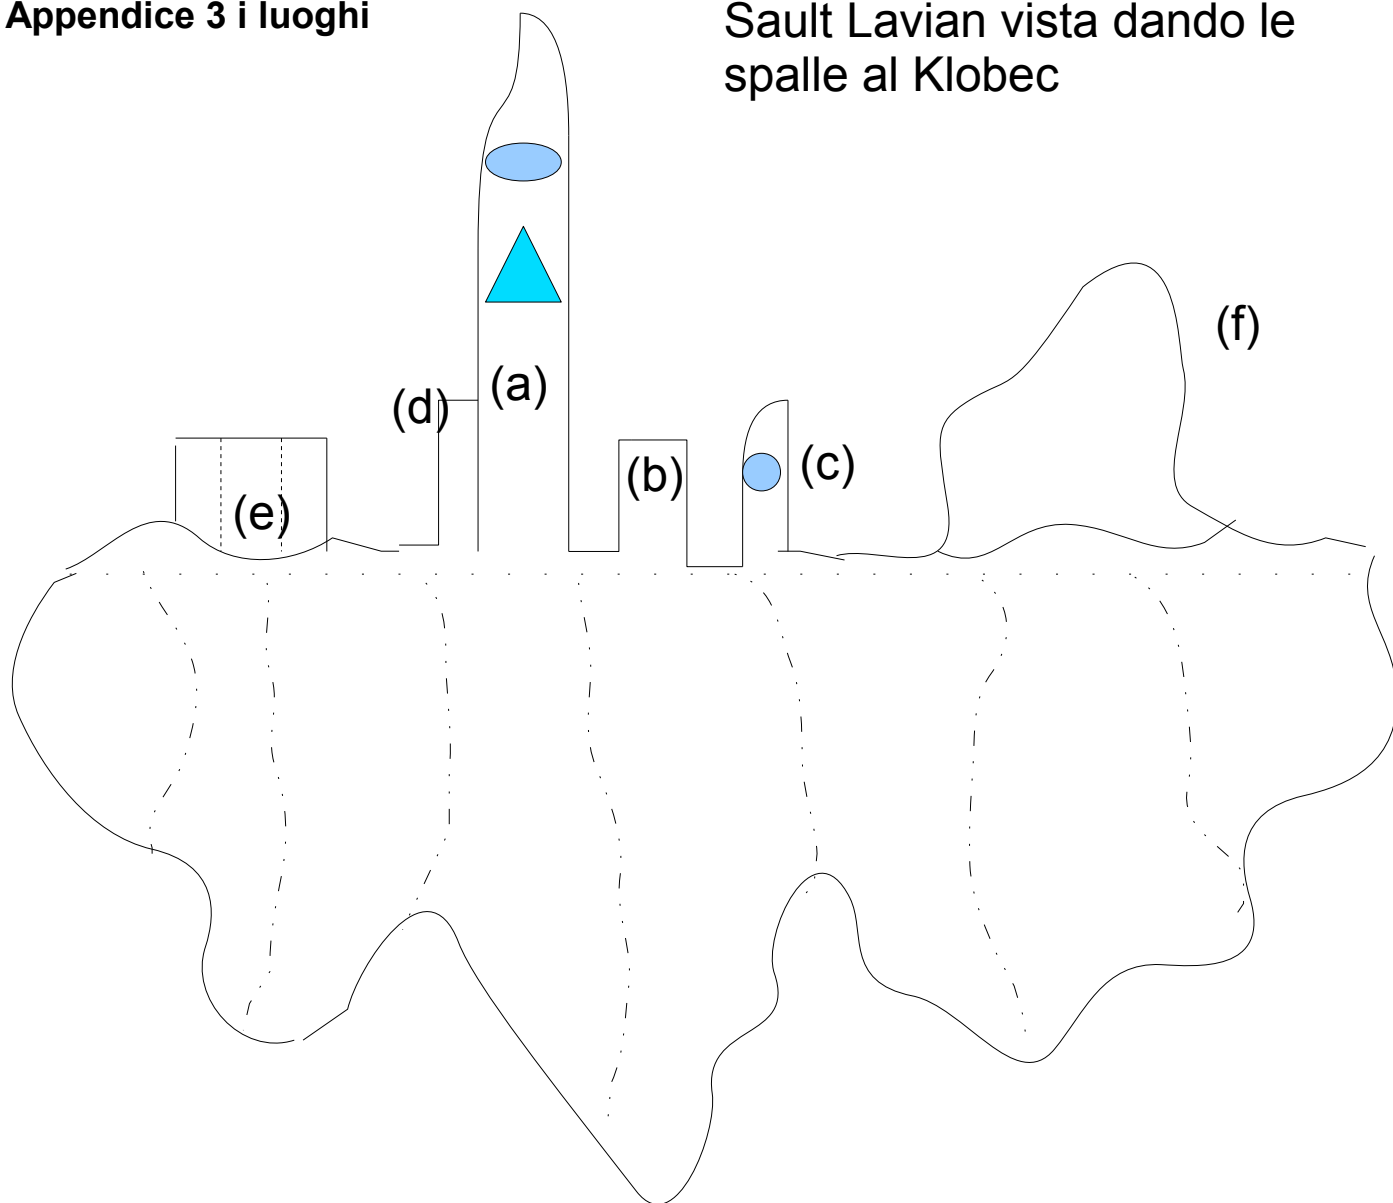 Appendice 3 i luoghi
Sault Lavian vista dando le
spalle al Klobec
(f)
(a)
(d)
(b)
(c)
(e)